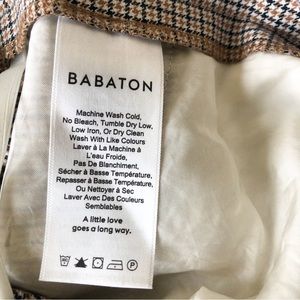 BABATON
Machine Wash Cold,
No Bleach, Tumble Dry Low,
Low Iron, Or Dry Clean
Wash With Like Colours
Laver À La Machine à
L'eau Froide,
Pas De Blanchiment,
Sécher à Basse Température,
Repasser à Basse Température,
Ou Nettoyer à Sec
Laver Avec Des Couleurs
Semblables
A little love
goes a long way.
P